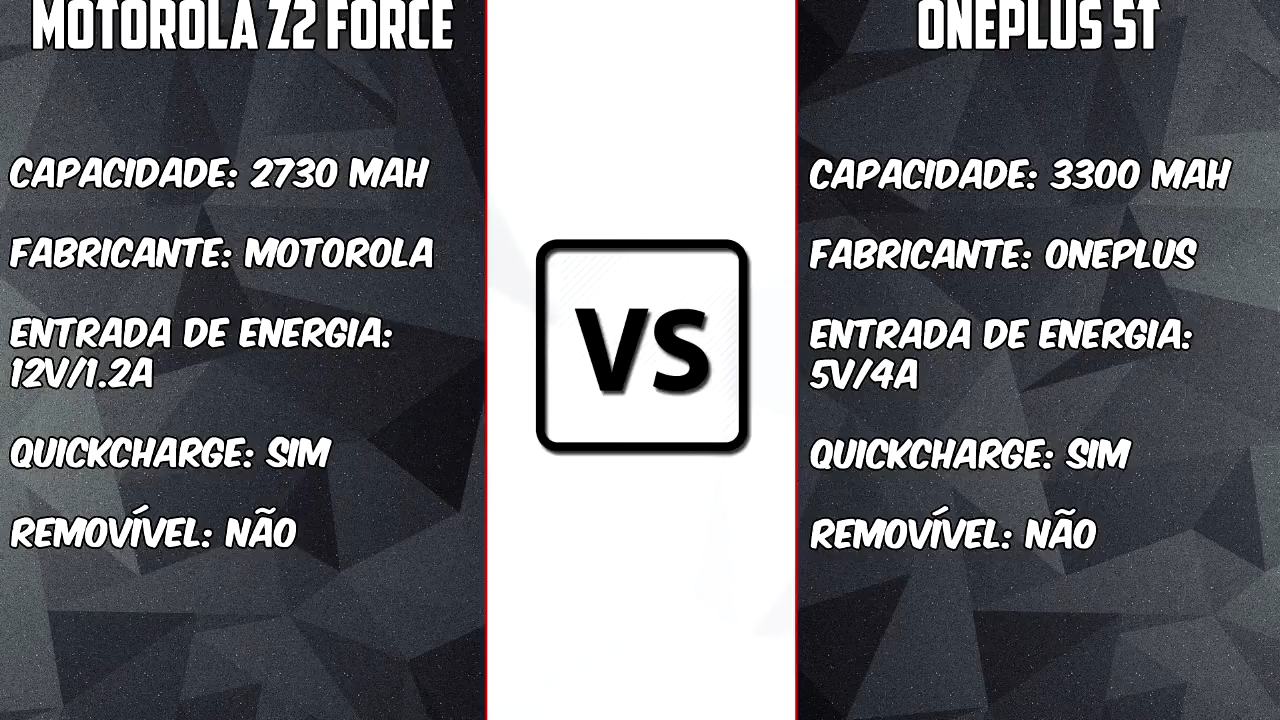 MOTOROLA Z2 FORCE
CAPACIDADE: 2730 MAH
FABRICANTE: MOTOROLA
ENTRADA DE ENERGIA:
12V/1.2A
QUICKCHARGE: SIM
REMOVÍVEL: NÃO
VS
ONEPLUS 5T
CAPACIDADE: 3300 MAH
FABRICANTE: ONEPLUS
ENTRADA DE ENERGIA:
5V/4A
QUICKCHARGE: SIM
REMOVÍVEL: NÃO